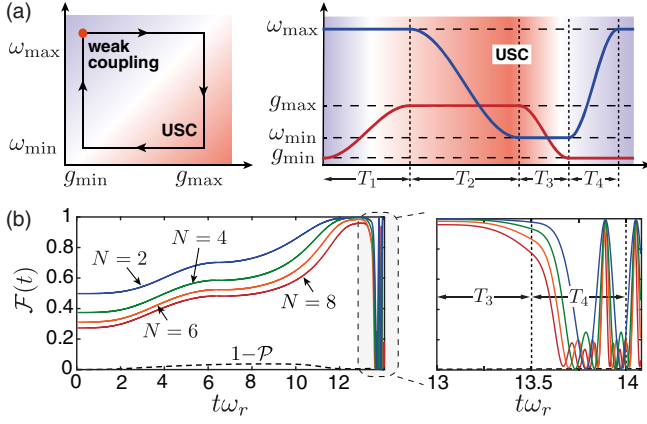 (a)
ω_max
weak
coupling
USC
ω_min
g_min
g_max
ω_max
USC
g_max
ω_min
g_min
T_1
T_2
T_3
T_4
(b)
F(t)
1
0.8
0.6
0.4
0.2
0
N = 2
N = 4
N = 6
N = 8
1−P
0
2
4
6
8
10
12
tω_r
T_3
T_4
13
13.5
14
tω_r